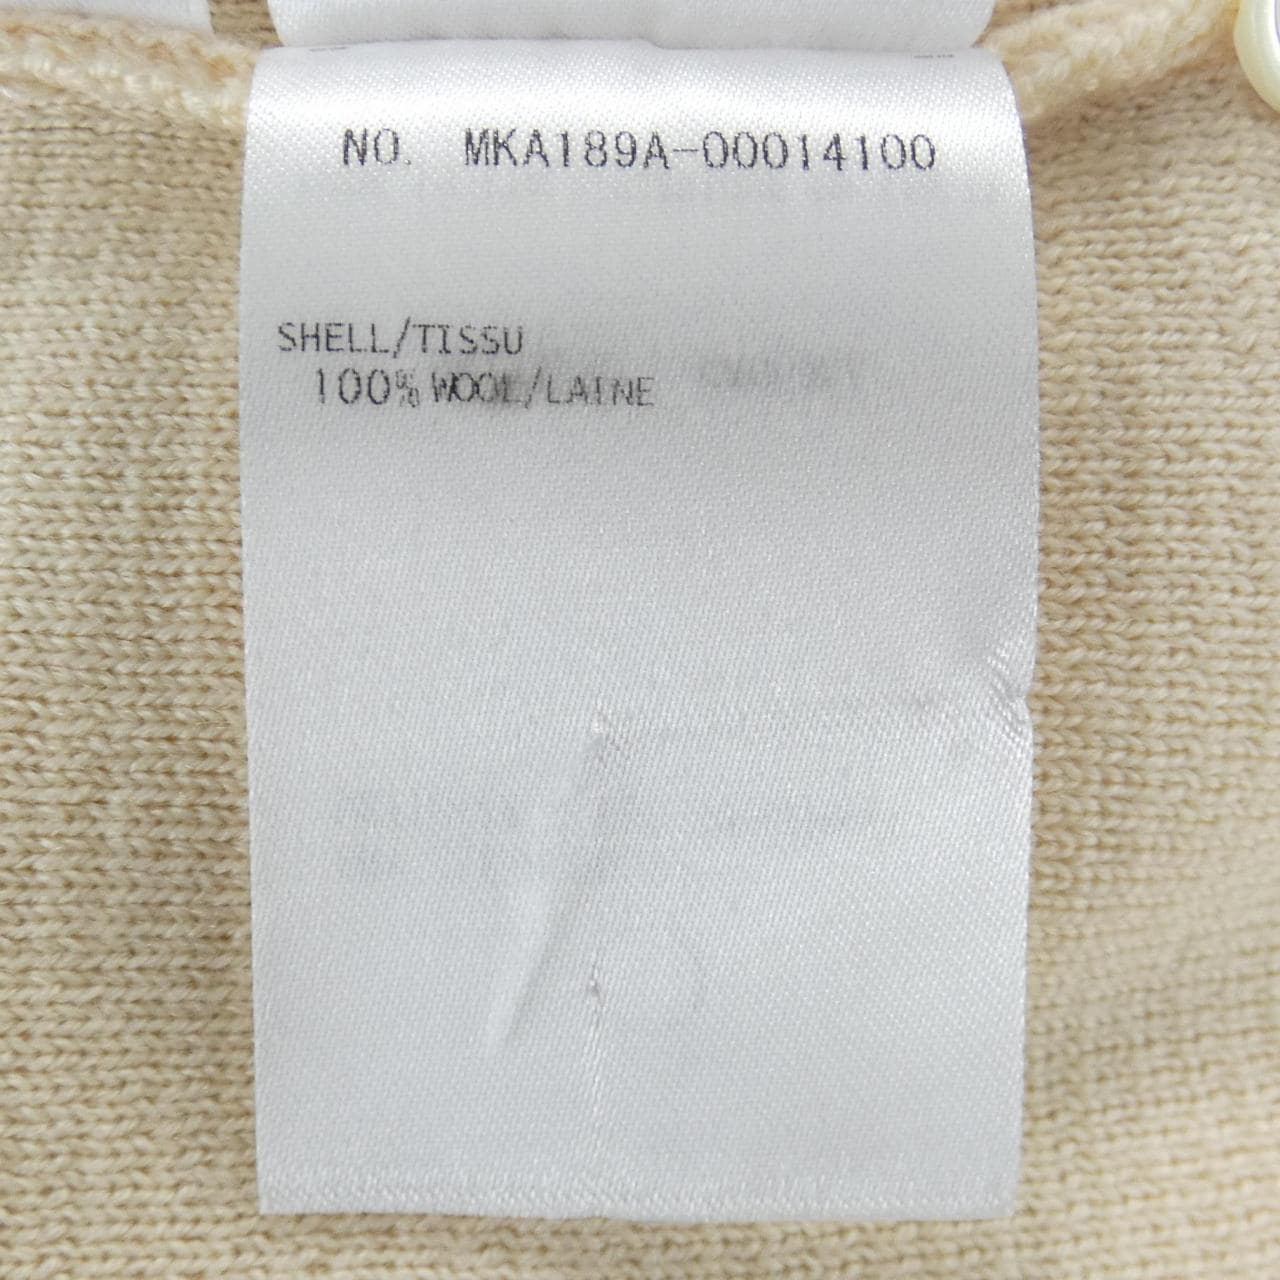 NO. MKA189A-00014100
SHELL/TISSU
100% WOOL/LAINE